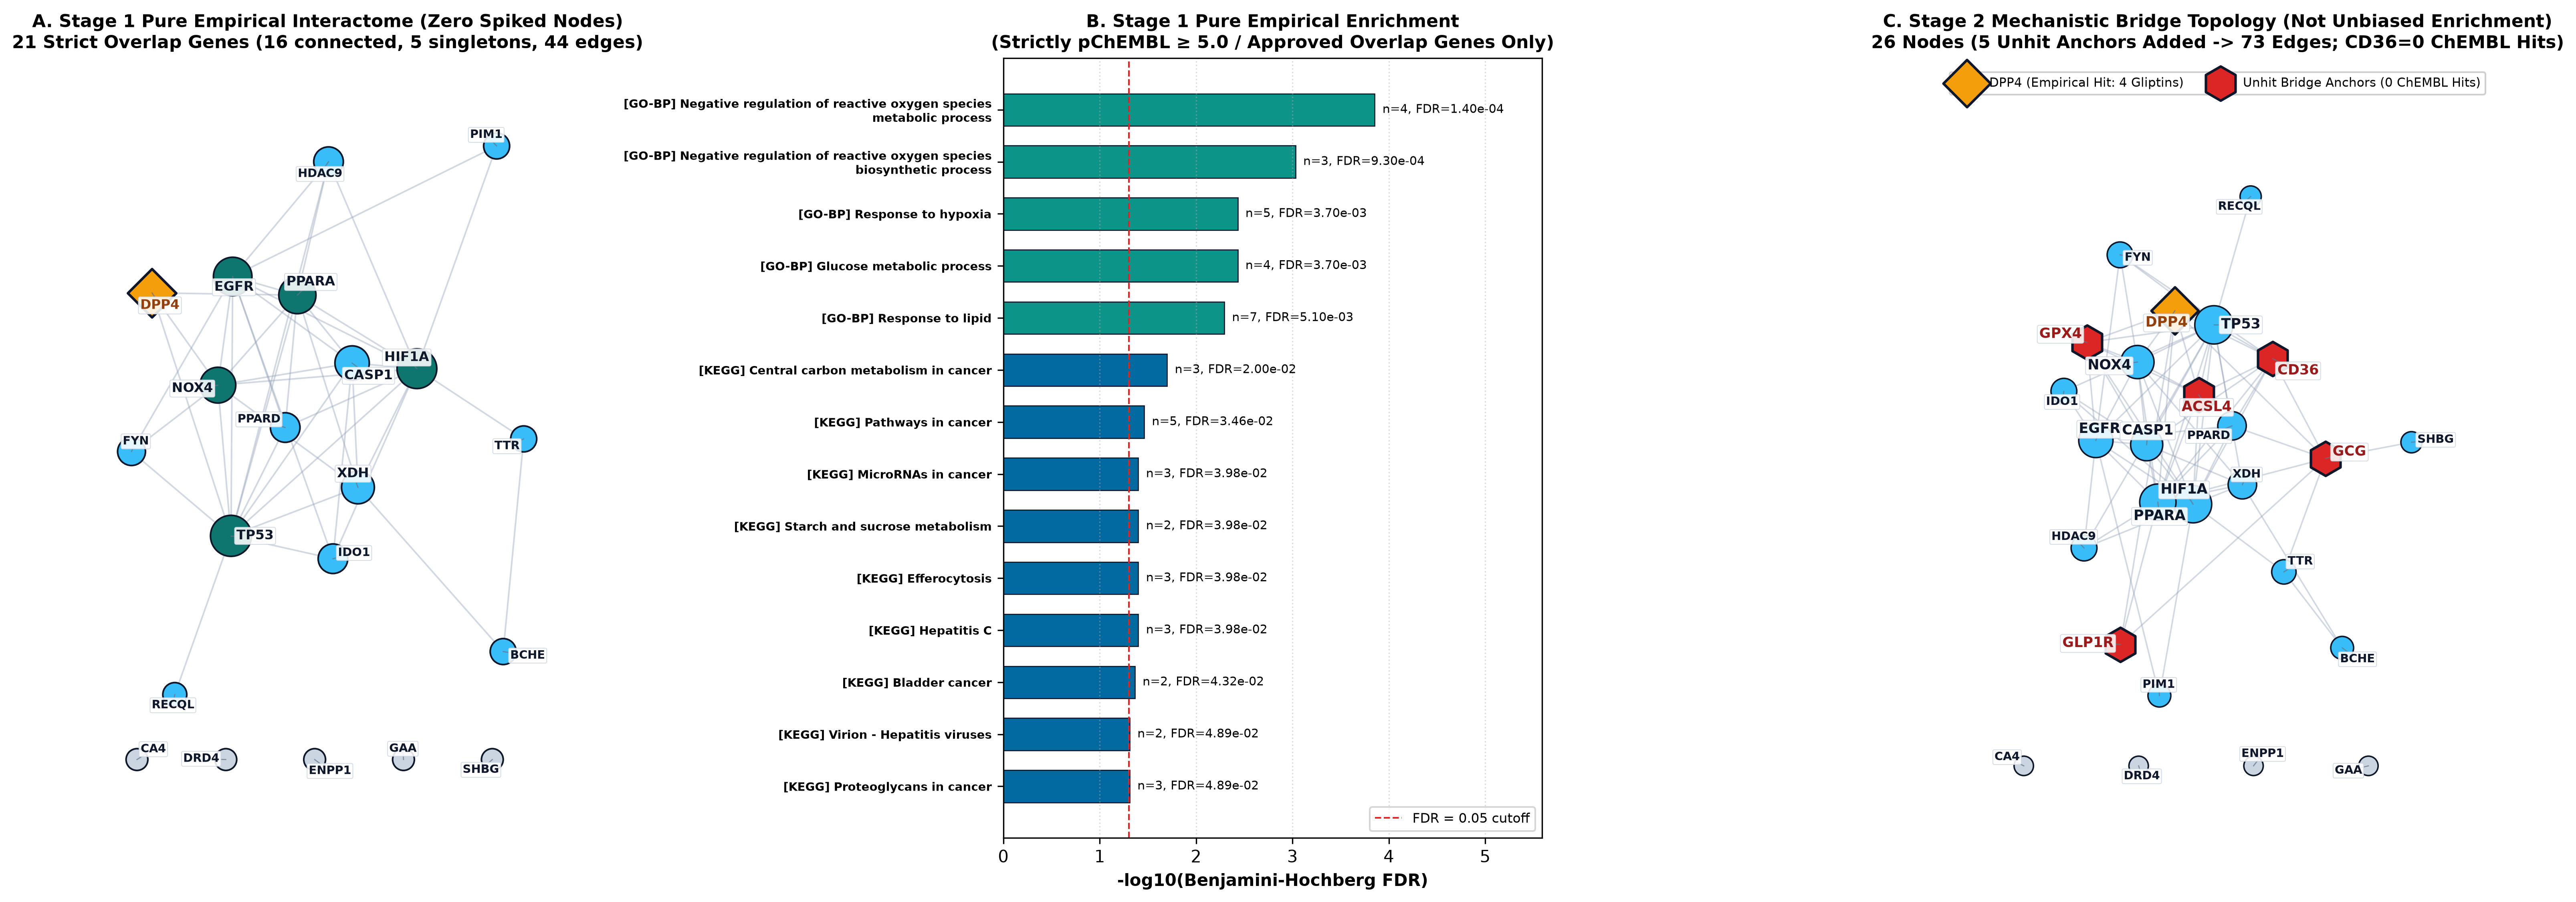 A. Stage 1 Pure Empirical Interactome (Zero Spiked Nodes)
21 Strict Overlap Genes (16 connected, 5 singletons, 44 edges)
PIM1
HDAC9
EGFR
PPARA
DPP4
HIF1A
CASP1
NOX4
PPARD
FYN
TTR
XDH
TP53
IDO1
BCHE
RECQL
CA4
DRD4
ENPP1
GAA
SHBG
B. Stage 1 Pure Empirical Enrichment
(Strictly pChEMBL ≥ 5.0 / Approved Overlap Genes Only)
[GO-BP] Negative regulation of reactive oxygen species
metabolic process
n=4, FDR=1.40e-04
[GO-BP] Negative regulation of reactive oxygen species
biosynthetic process
n=3, FDR=9.30e-04
[GO-BP] Response to hypoxia
n=5, FDR=3.70e-03
[GO-BP] Glucose metabolic process
n=4, FDR=3.70e-03
[GO-BP] Response to lipid
n=7, FDR=5.10e-03
[KEGG] Central carbon metabolism in cancer
n=3, FDR=2.00e-02
[KEGG] Pathways in cancer
n=5, FDR=3.46e-02
[KEGG] MicroRNAs in cancer
n=3, FDR=3.98e-02
[KEGG] Starch and sucrose metabolism
n=2, FDR=3.98e-02
[KEGG] Efferocytosis
n=3, FDR=3.98e-02
[KEGG] Hepatitis C
n=3, FDR=3.98e-02
[KEGG] Bladder cancer
n=2, FDR=4.32e-02
[KEGG] Virion - Hepatitis viruses
n=2, FDR=4.89e-02
[KEGG] Proteoglycans in cancer
n=3, FDR=4.89e-02
FDR = 0.05 cutoff
0 1 2 3 4 5
-log10(Benjamini-Hochberg FDR)
C. Stage 2 Mechanistic Bridge Topology (Not Unbiased Enrichment)
26 Nodes (5 Unhit Anchors Added -> 73 Edges; CD36=0 ChEMBL Hits)
DPP4 (Empirical Hit: 4 Gliptins)
Unhit Bridge Anchors (0 ChEMBL Hits)
RECQL
FYN
DPP4
TP53
GPX4
NOX4
CD36
IDO1
ACSL4
EGFR
CASP1
PPARD
SHBG
GCG
XDH
HIF1A
PPARA
HDAC9
TTR
GLP1R
BCHE
PIM1
CA4
DRD4
ENPP1
GAA